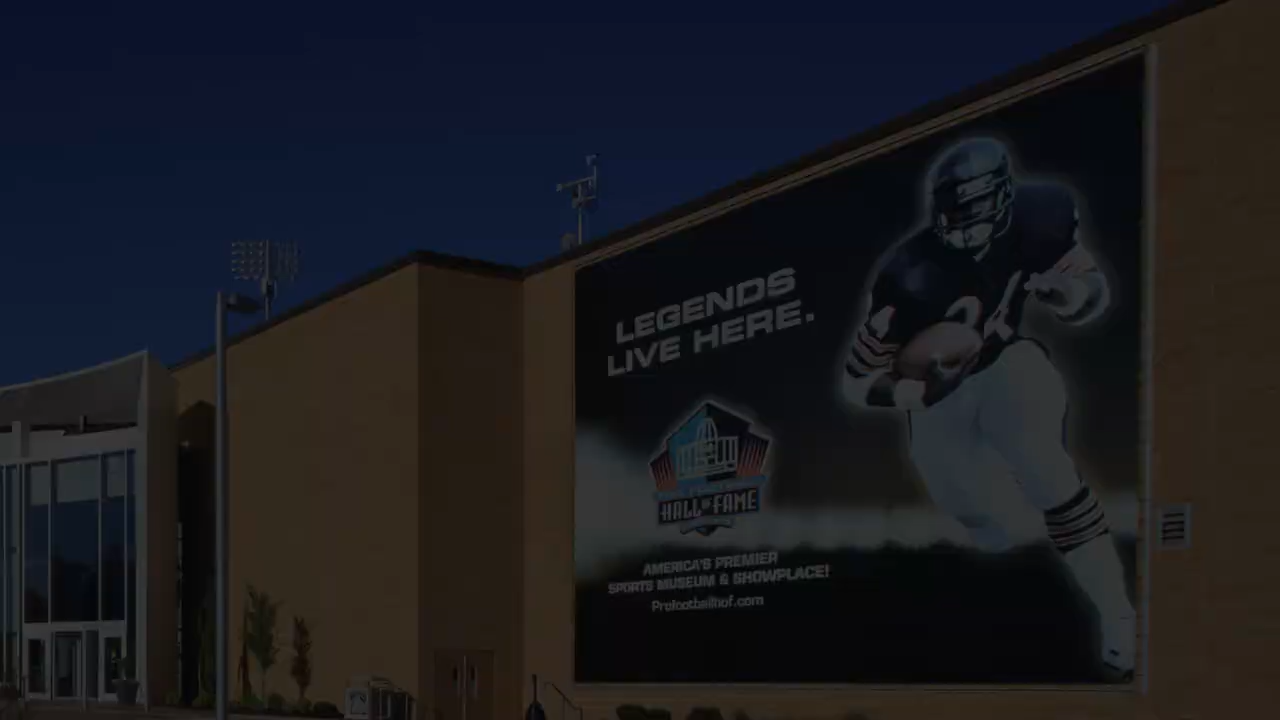 LEGENDS
LIVE HERE.
HALL OF FAME
AMERICA'S PREMIER
SPORTS MUSEUM & SHOWPLACE!
Profootballhof.com